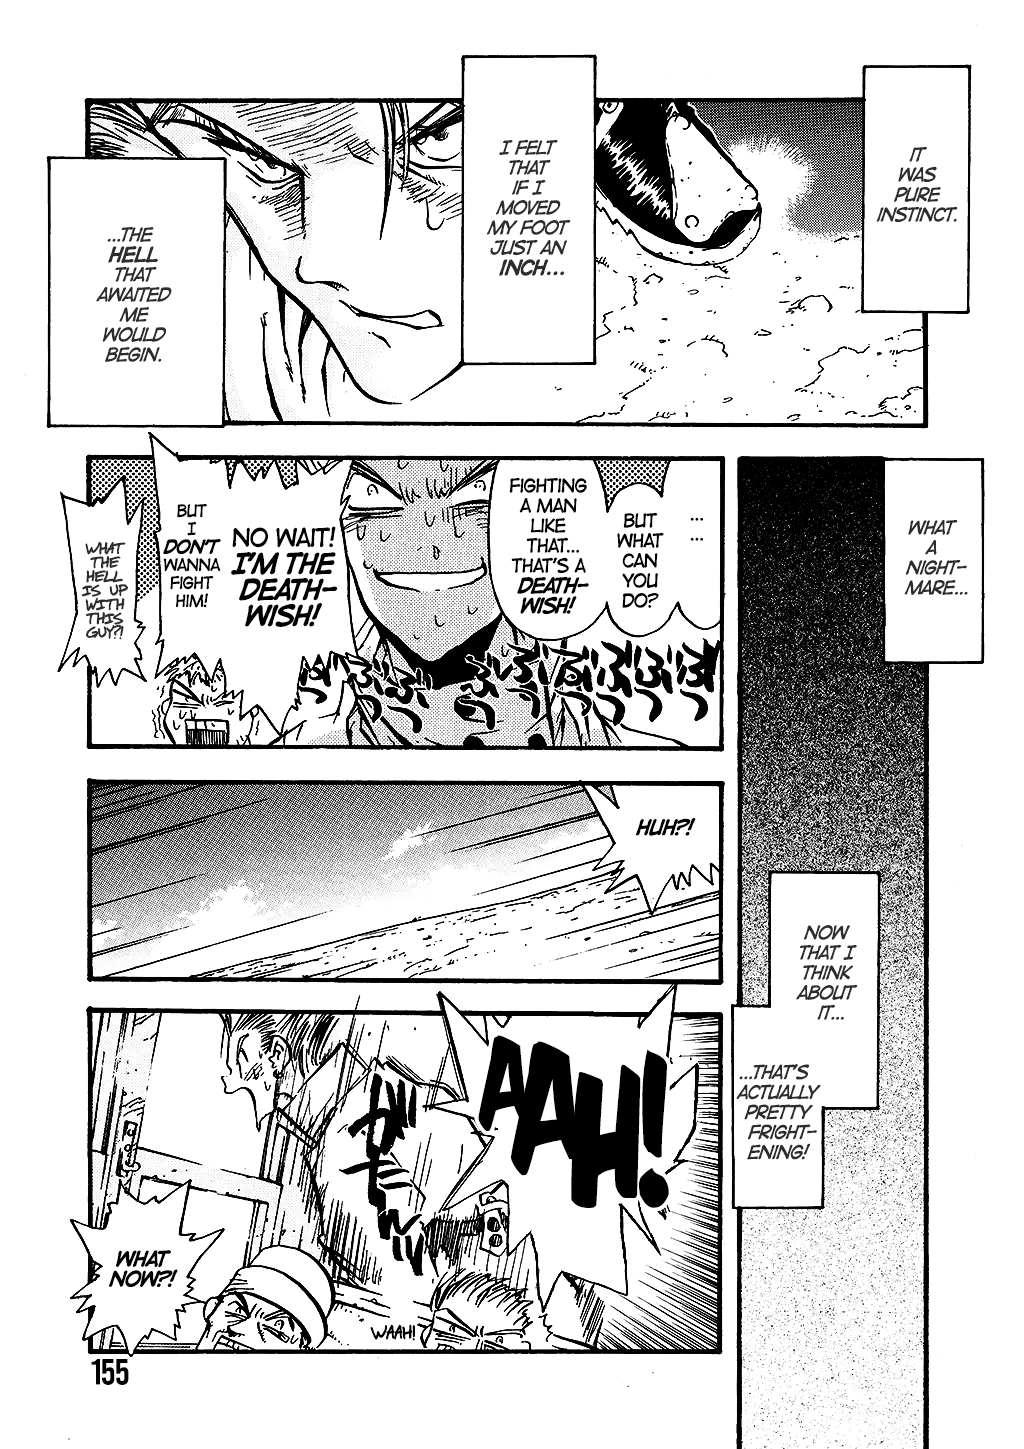 IT
WAS
PURE
INSTINCT.
I FELT
THAT
IF I
MOVED
MY FOOT
JUST AN
INCH...
...THE
HELL
THAT
AWAITED
ME
WOULD
BEGIN.
WHAT
A
NIGHT-
MARE...
NOW
THAT I
THINK
ABOUT
IT...
...THAT'S
ACTUALLY
PRETTY
FRIGHT-
ENING!
...
...
BUT
WHAT
CAN
YOU
DO?
FIGHTING
A MAN
LIKE
THAT...
THAT'S A
DEATH-
WISH!
NO WAIT!
I'M THE
DEATH-
WISH!
BUT
I
DON'T
WANNA
FIGHT
HIM!
WHAT
THE
HELL
IS UP
WITH
THIS
GUY?!
HUH?!
AAH!
WHAT
NOW?!
WAAH!
155